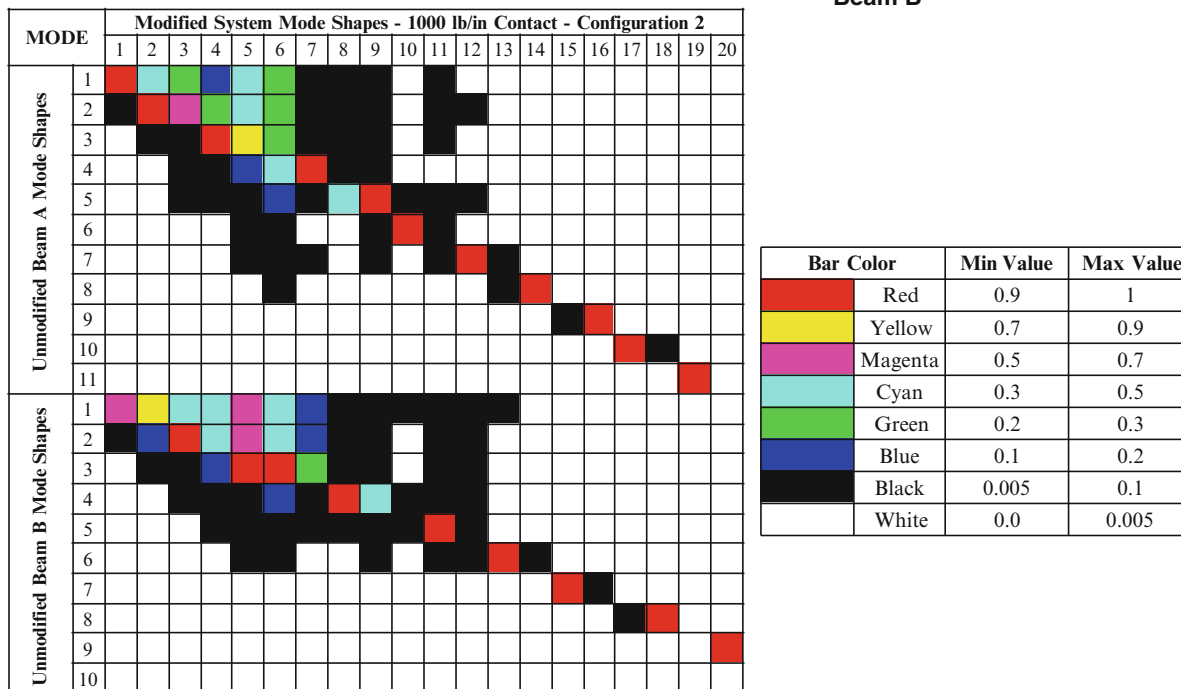 Beam B
MODE
Modified System Mode Shapes - 1000 lb/in Contact - Configuration 2
1 2 3 4 5 6 7 8 9 10 11 12 13 14 15 16 17 18 19 20
Unmodified Beam A Mode Shapes
1
2
3
4
5
6
7
8
9
10
11
Unmodified Beam B Mode Shapes
1
2
3
4
5
6
7
8
9
10
Bar Color Min Value Max Value
Red 0.9 1
Yellow 0.7 0.9
Magenta 0.5 0.7
Cyan 0.3 0.5
Green 0.2 0.3
Blue 0.1 0.2
Black 0.005 0.1
White 0.0 0.005